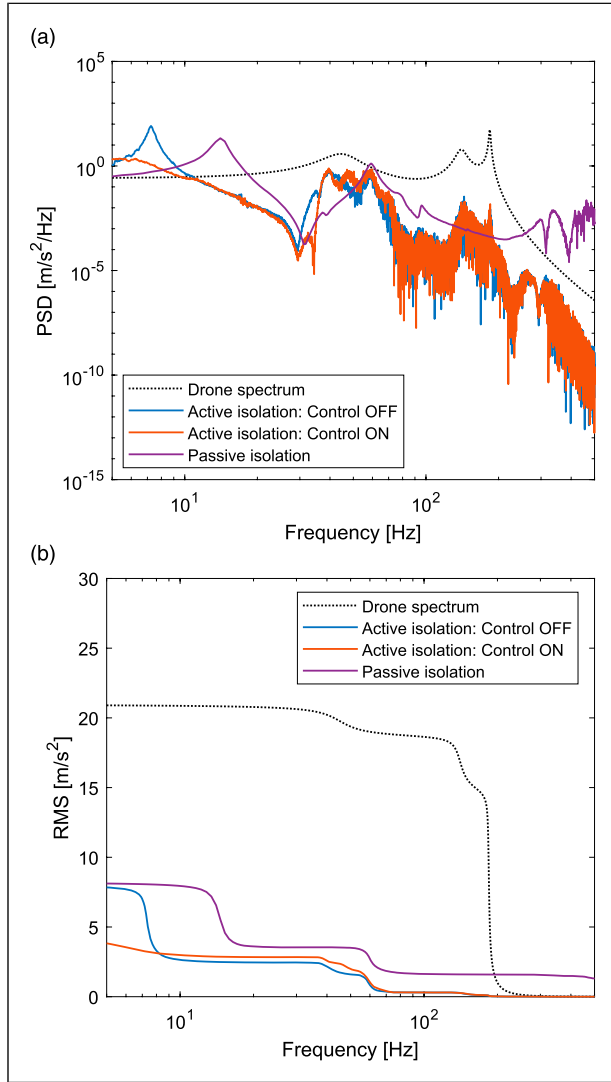 (a)
10^5
10^0
10^-5
10^-10
10^-15
PSD [m/s^2/Hz]
Drone spectrum
Active isolation: Control OFF
Active isolation: Control ON
Passive isolation
10^1
10^2
Frequency [Hz]
(b)
30
25
20
15
10
5
0
RMS [m/s^2]
Drone spectrum
Active isolation: Control OFF
Active isolation: Control ON
Passive isolation
10^1
10^2
Frequency [Hz]